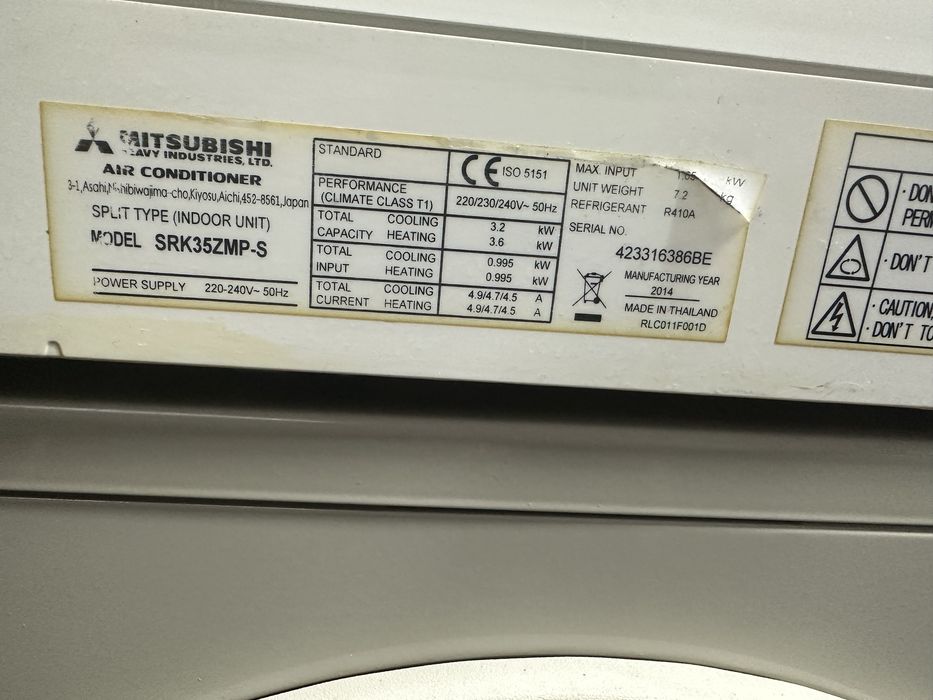 MITSUBISHI
HEAVY INDUSTRIES, LTD.
AIR CONDITIONER
3-1,Asahi,Nishibiwajima-cho,Kiyosu,Aichi,452-8561,Japan
SPLIT TYPE (INDOOR UNIT)
MODEL SRK35ZMP-S
POWER SUPPLY 220-240V~ 50Hz
STANDARD CE ISO 5151
PERFORMANCE
(CLIMATE CLASS T1) 220/230/240V~ 50Hz
TOTAL COOLING 3.2 kW
CAPACITY HEATING 3.6 kW
TOTAL COOLING 0.995 kW
INPUT HEATING 0.995 kW
TOTAL COOLING 4.9/4.7/4.5 A
CURRENT HEATING 4.9/4.7/4.5 A
MAX INPUT 1.65 kW
UNIT WEIGHT 7.2 kg
REFRIGERANT R410A
SERIAL NO.
423316386BE
MANUFACTURING YEAR
2014
MADE IN THAILAND
RLC011F001D
· DON
PERM
· DON'T
· CAUTION,
· DON'T TO